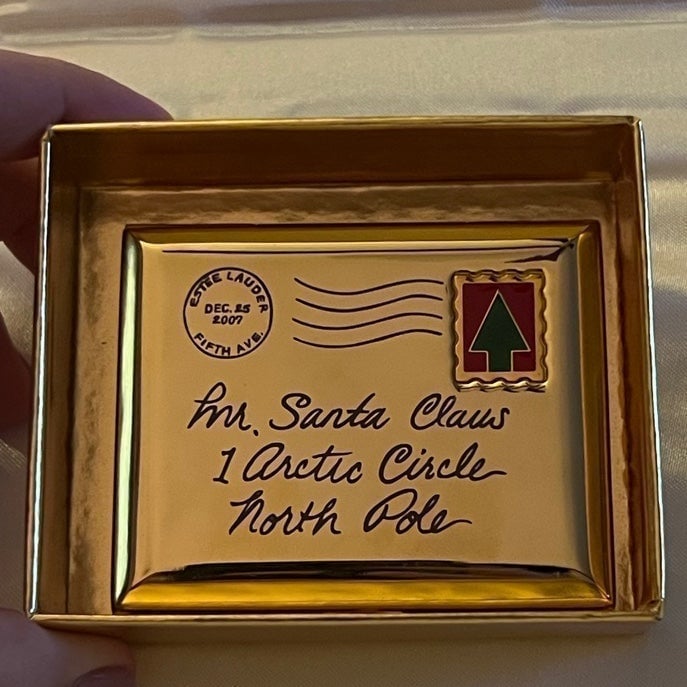 ESTEE LAUDER
DEC. 25
2007
FIFTH AVE.
Mr. Santa Claus
1 Arctic Circle
North Pole